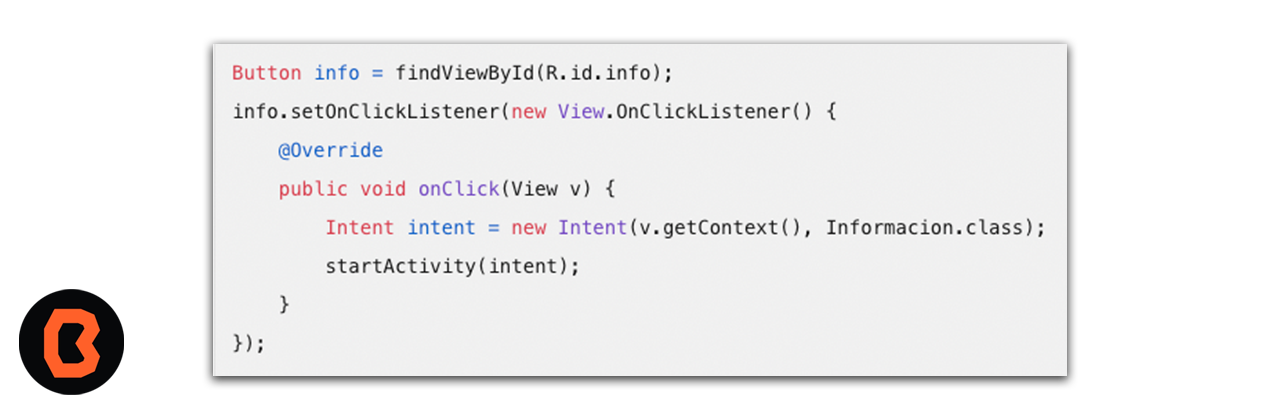 Button info = findViewById(R.id.info);
info.setOnClickListener(new View.OnClickListener() {
    @Override
    public void onClick(View v) {
        Intent intent = new Intent(v.getContext(), Informacion.class);
        startActivity(intent);
    }
});